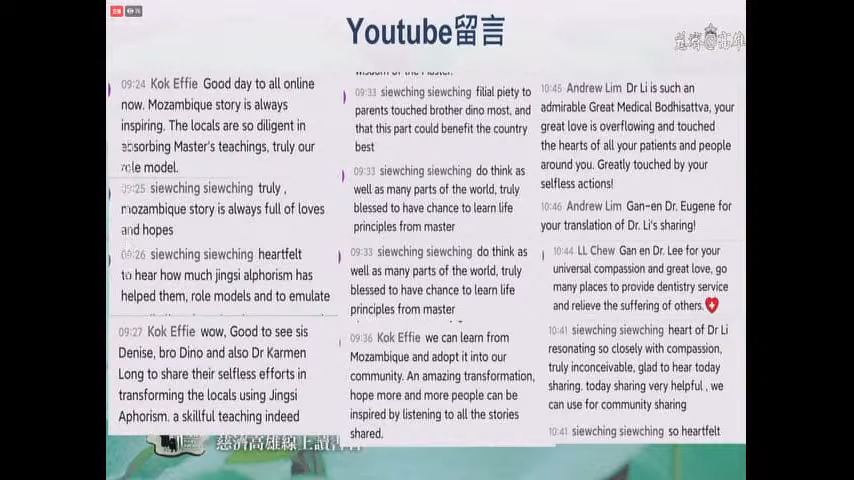 Youtube留言
慈濟 高雄
09:24 Kok Effie Good day to all online
now. Mozambique story is always
inspiring. The locals are so diligent in
absorbing Master's teachings, truly our
role model.
09:25 siewching siewching truly ,
mozambique story is always full of loves
and hopes
09:26 siewching siewching heartfelt
to hear how much jingsi alphorism has
helped them, role models and to emulate
09:27 Kok Effie wow, Good to see sis
Denise, bro Dino and also Dr Karmen
Long to share their selfless efforts in
transforming the locals using Jingsi
Aphorism. a skillful teaching indeed
wisdom of the Master.
09:33 siewching siewching filial piety to
parents touched brother dino most, and
that this part could benefit the country
best
09:33 siewching siewching do think as
well as many parts of the world, truly
blessed to have chance to learn life
principles from master
09:33 siewching siewching do think as
well as many parts of the world, truly
blessed to have chance to learn life
principles from master
09:36 Kok Effie we can learn from
Mozambique and adopt it into our
community. An amazing transformation,
hope more and more people can be
inspired by listening to all the stories
shared.
10:45 Andrew Lim Dr Li is such an
admirable Great Medical Bodhisattva, your
great love is overflowing and touched
the hearts of all your patients and people
around you. Greatly touched by your
selfless actions!
10:46 Andrew Lim Gan-en Dr. Eugene for
your translation of Dr. Li's sharing!
10:44 LL Chew Gan en Dr. Lee for your
universal compassion and great love, go
many places to provide dentistry service
and relieve the suffering of others.
10:41 siewching siewching heart of Dr Li
resonating so closely with compassion,
truly inconceivable, glad to hear today
sharing. today sharing very helpful , we
can use for community sharing
10:41 siewching siewching so heartfelt
慈濟高雄線上讀書會